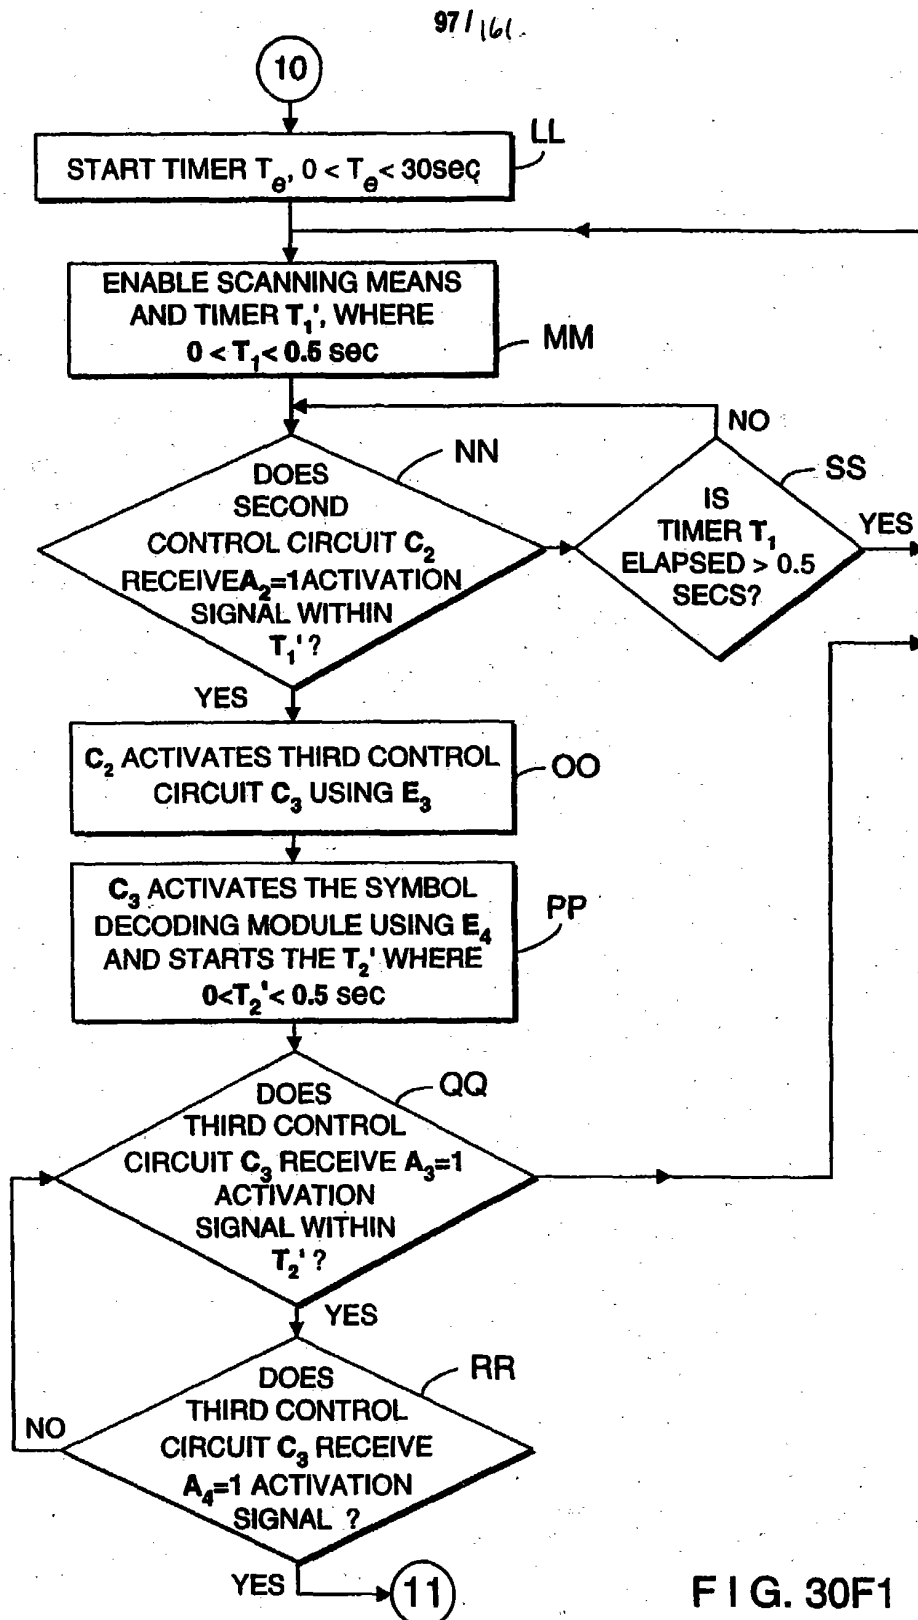 97/161
10
LL
START TIMER Te, 0 < Te < 30sec
ENABLE SCANNING MEANS
AND TIMER T1', WHERE
0 < T1 < 0.5 sec
MM
NO
NN
SS
DOES
SECOND
CONTROL CIRCUIT C2
RECEIVE A2=1 ACTIVATION
SIGNAL WITHIN
T1' ?
IS
TIMER T1
ELAPSED > 0.5
SECS?
YES
YES
C2 ACTIVATES THIRD CONTROL
CIRCUIT C3 USING E3
OO
C3 ACTIVATES THE SYMBOL
DECODING MODULE USING E4
AND STARTS THE T2' WHERE
0<T2'< 0.5 sec
PP
QQ
DOES
THIRD CONTROL
CIRCUIT C3 RECEIVE A3=1
ACTIVATION
SIGNAL WITHIN
T2' ?
YES
RR
DOES
THIRD CONTROL
CIRCUIT C3 RECEIVE
A4=1 ACTIVATION
SIGNAL ?
NO
YES
11
FIG. 30F1